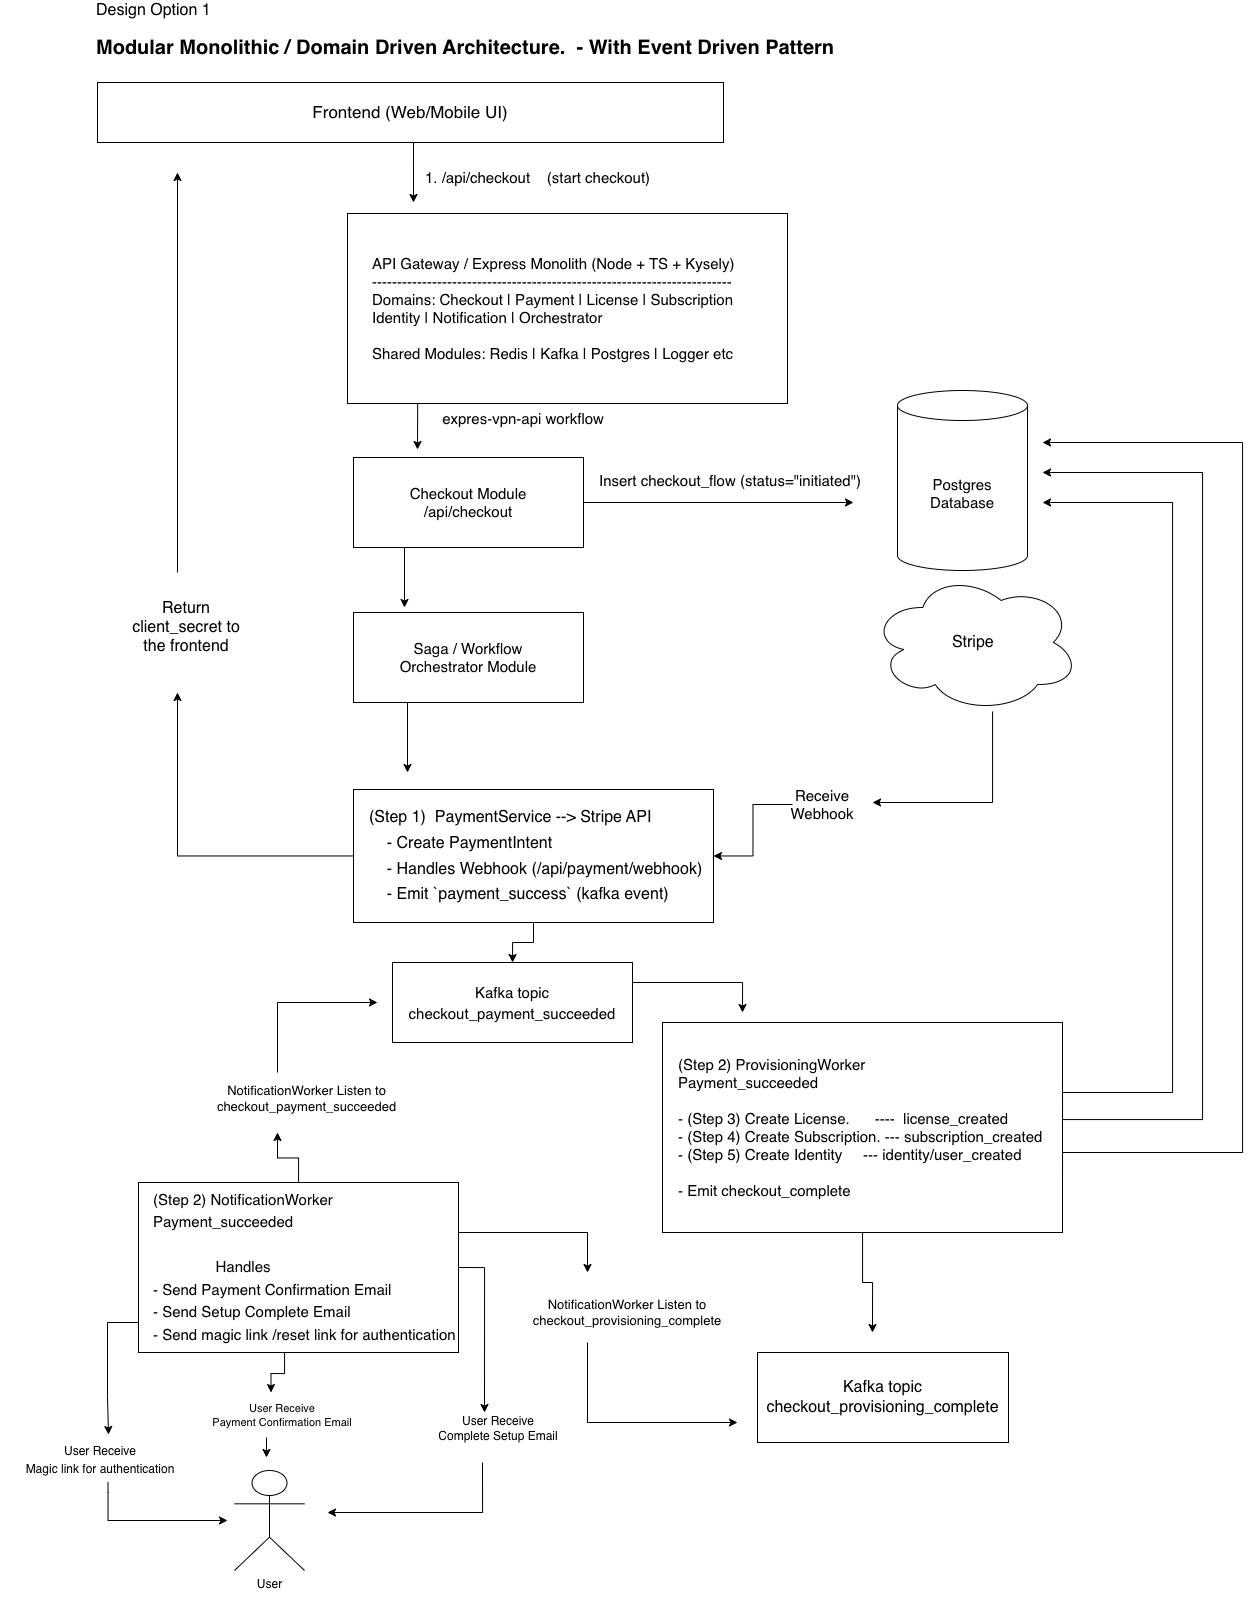 Design Option 1
Modular Monolithic / Domain Driven Architecture.  - With Event Driven Pattern
Frontend (Web/Mobile UI)
1. /api/checkout    (start checkout)
API Gateway / Express Monolith (Node + TS + Kysely)
------------------------------------------------------------------------
Domains: Checkout | Payment | License | Subscription
Identity | Notification | Orchestrator
Shared Modules: Redis | Kafka | Postgres | Logger etc
expres-vpn-api workflow
Checkout Module
/api/checkout
Insert checkout_flow (status="initiated")
Postgres
Database
Return
client_secret to
the frontend
Saga / Workflow
Orchestrator Module
Stripe
Receive
Webhook
(Step 1)  PaymentService --> Stripe API
- Create PaymentIntent
- Handles Webhook (/api/payment/webhook)
- Emit `payment_success` (kafka event)
Kafka topic
checkout_payment_succeeded
(Step 2) ProvisioningWorker
Payment_succeeded
- (Step 3) Create License.      ----  license_created
- (Step 4) Create Subscription. --- subscription_created
- (Step 5) Create Identity     --- identity/user_created
- Emit checkout_complete
NotificationWorker Listen to
checkout_payment_succeeded
(Step 2) NotificationWorker
Payment_succeeded
Handles
- Send Payment Confirmation Email
- Send Setup Complete Email
- Send magic link /reset link for authentication
NotificationWorker Listen to
checkout_provisioning_complete
Kafka topic
checkout_provisioning_complete
User Receive
Payment Confirmation Email
User Receive
Complete Setup Email
User Receive
Magic link for authentication
User